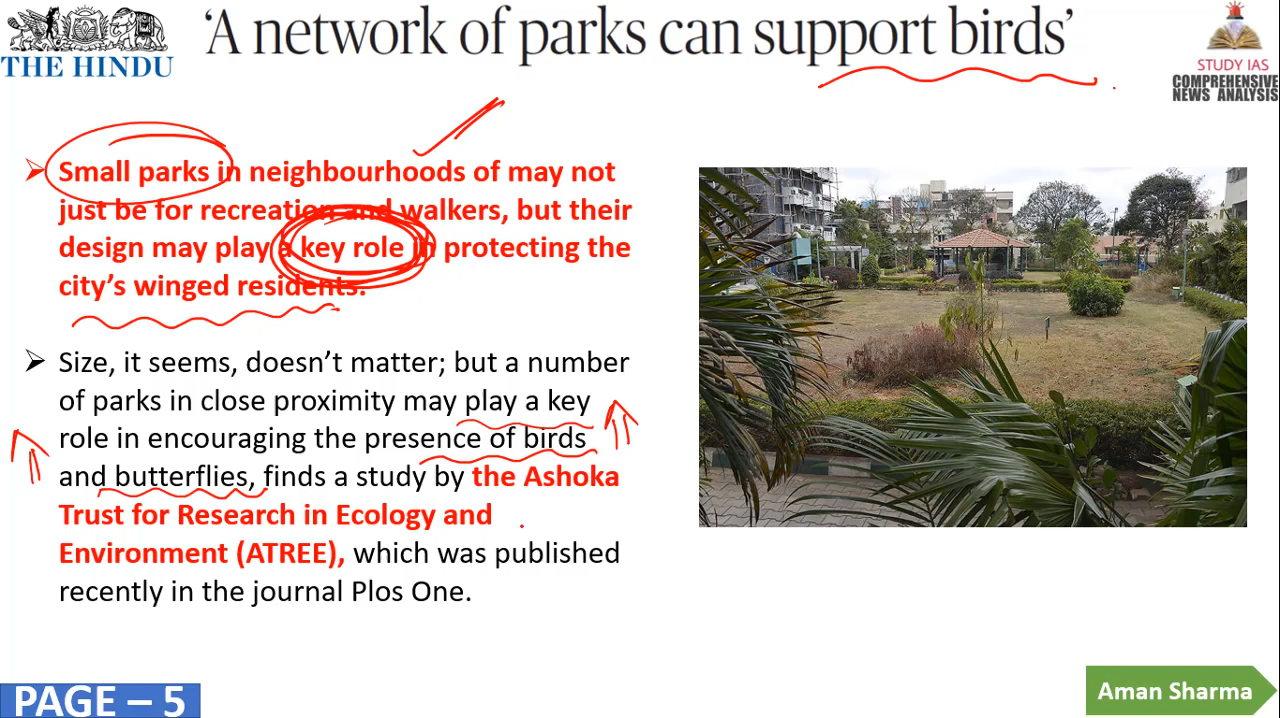 THE HINDU
‘A network of parks can support birds’
STUDY IAS
COMPREHENSIVE
NEWS ANALYSIS
Small parks in neighbourhoods of may not
just be for recreation and walkers, but their
design may play a key role in protecting the
city’s winged residents.
Size, it seems, doesn’t matter; but a number
of parks in close proximity may play a key
role in encouraging the presence of birds
and butterflies, finds a study by the Ashoka
Trust for Research in Ecology and
Environment (ATREE), which was published
recently in the journal Plos One.
PAGE – 5
Aman Sharma